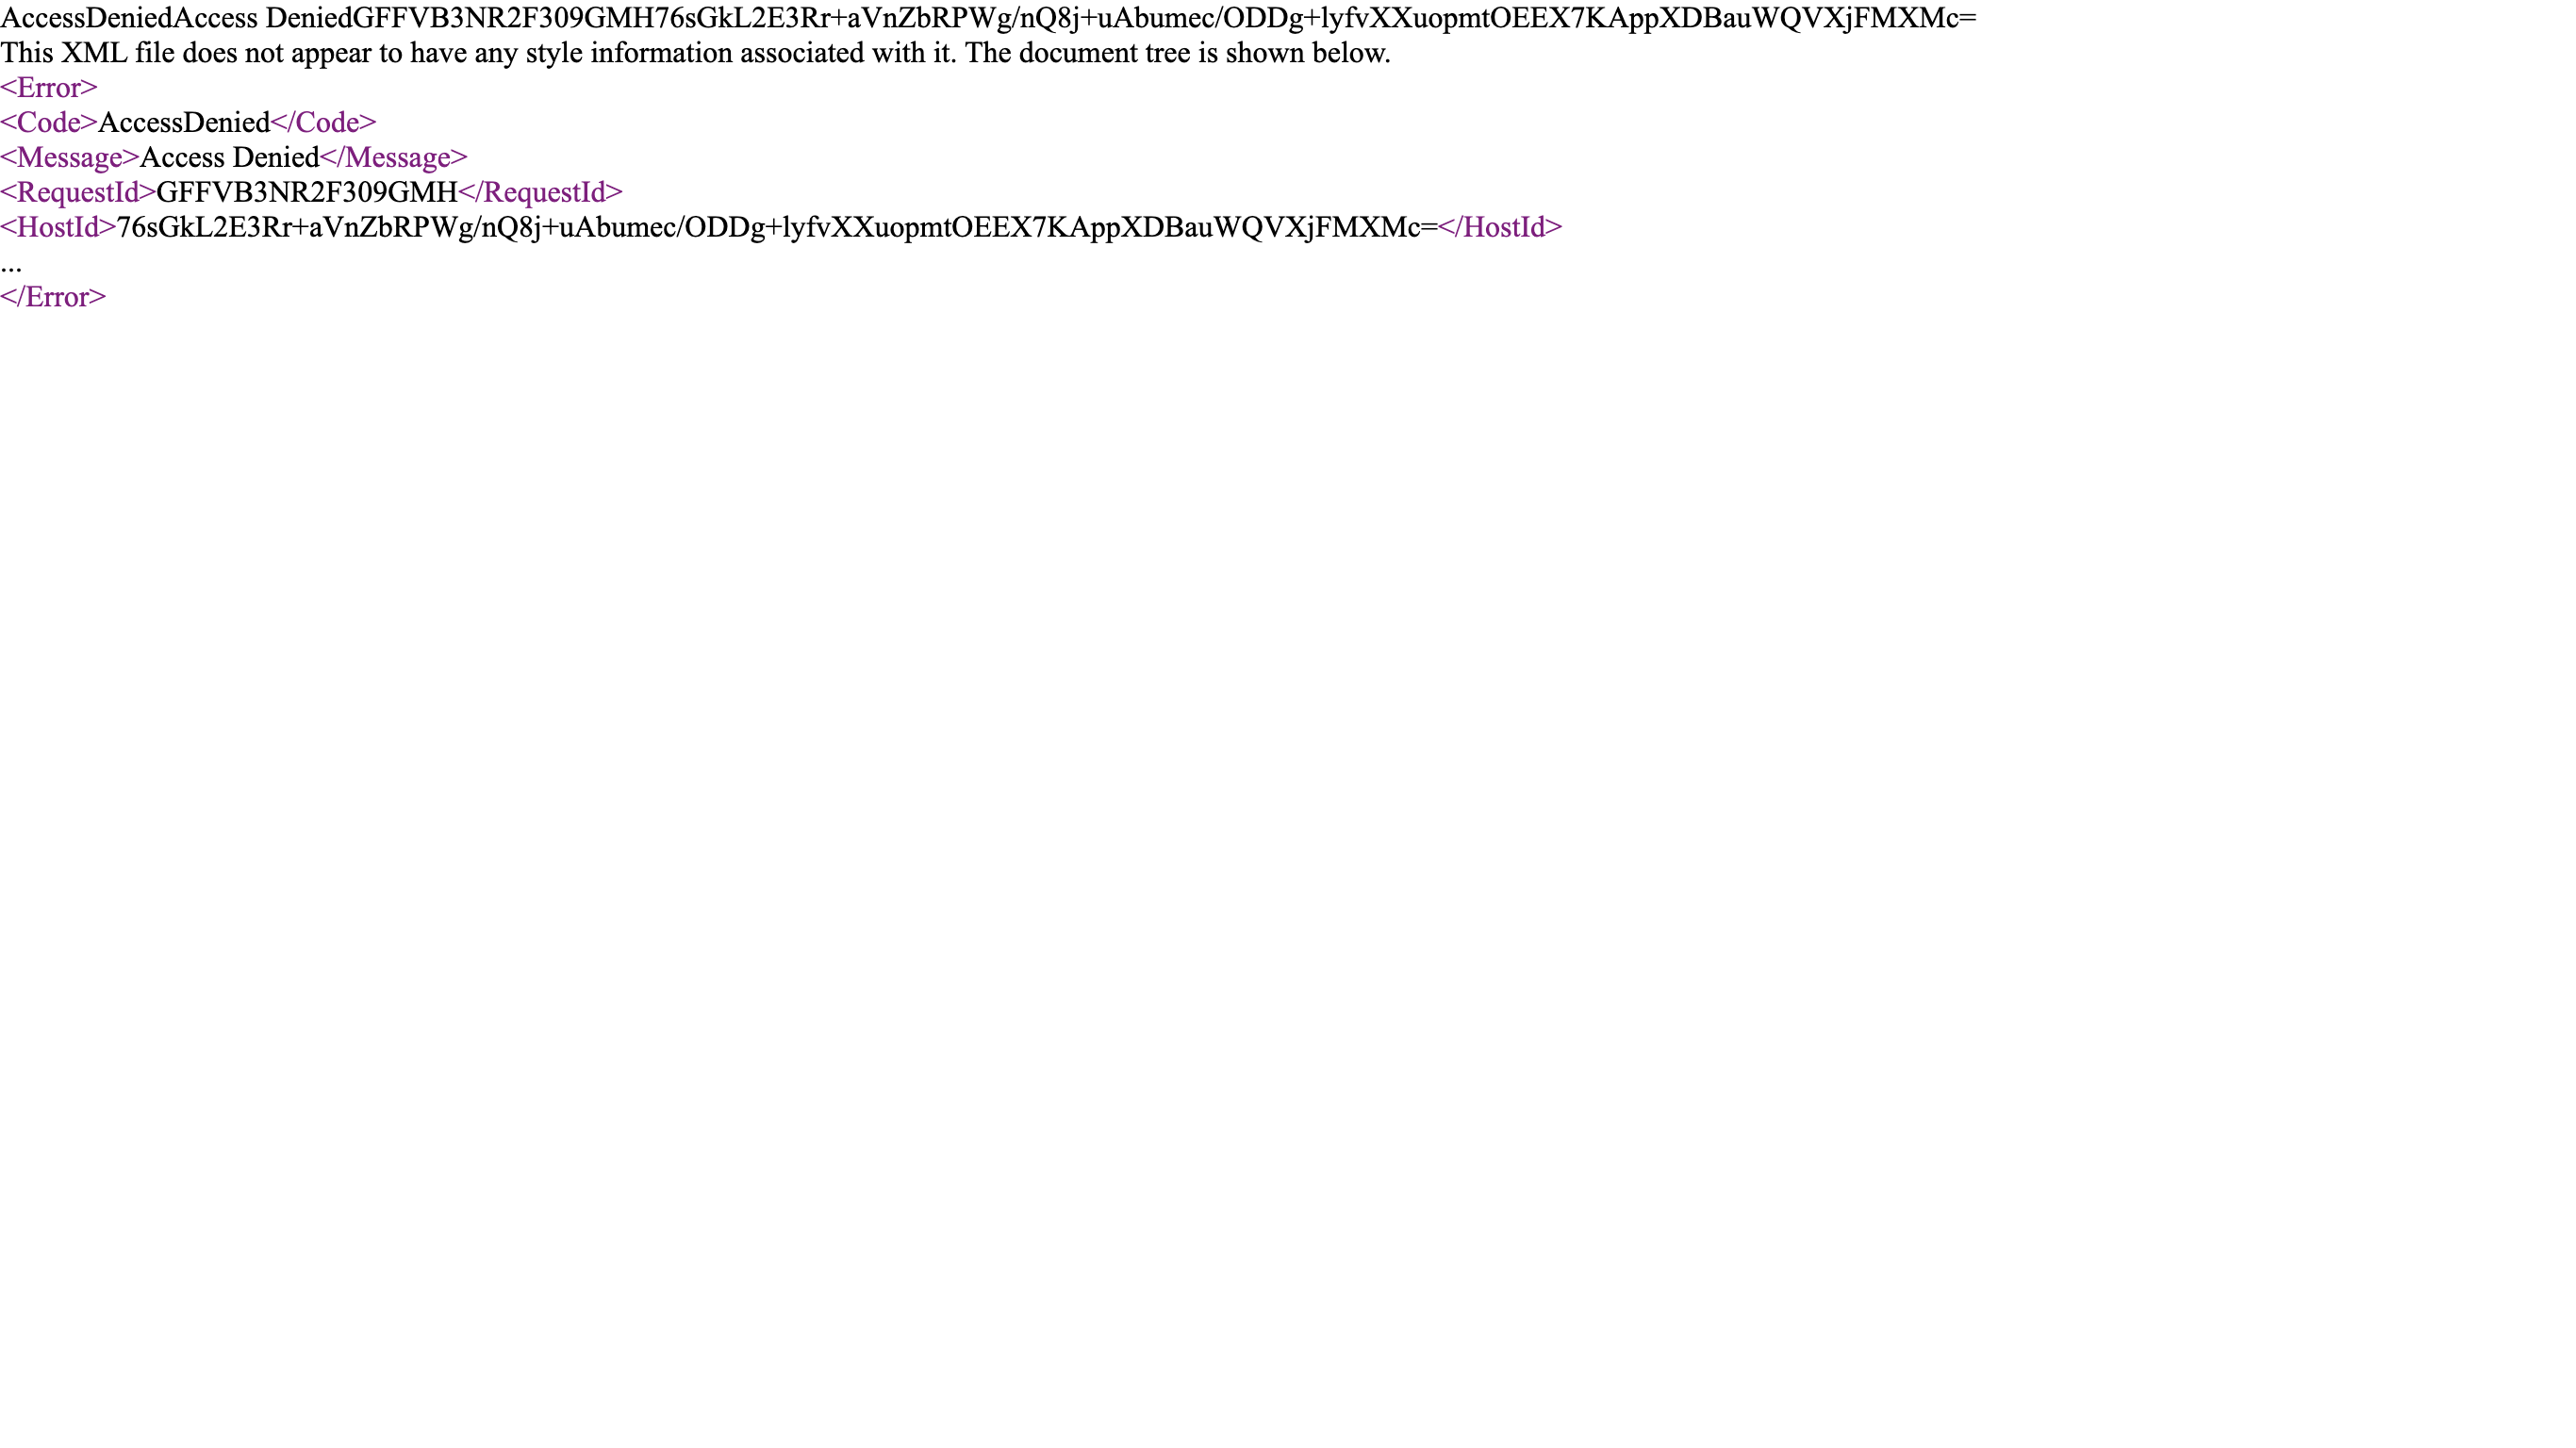 AccessDeniedAccess DeniedGFFVB3NR2F309GMH76sGkL2E3Rr+aVnZbRPWg/nQ8j+uAbumec/ODDg+lyfvXXuopmtOEEX7KAppXDBauWQVXjFMXMc=
This XML file does not appear to have any style information associated with it. The document tree is shown below.
<Error>
<Code>AccessDenied</Code>
<Message>Access Denied</Message>
<RequestId>GFFVB3NR2F309GMH</RequestId>
<HostId>76sGkL2E3Rr+aVnZbRPWg/nQ8j+uAbumec/ODDg+lyfvXXuopmtOEEX7KAppXDBauWQVXjFMXMc=</HostId>
...
</Error>